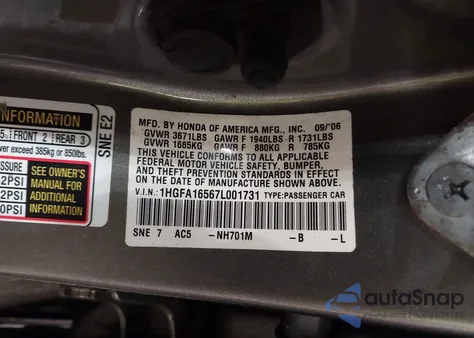 INFORMATION
FRONT 2 REAR 3
ver exceed 385kg or 850lbs.
SSURE
SEE OWNER'S
2PSI
MANUAL FOR
2PSI
ADDITIONAL
0PSI
INFORMATION
SNE E2
MFD. BY HONDA OF AMERICA MFG., INC. 09/'06
GVWR 3671LBS GAWR F 1940LBS R 1731LBS
GVWR 1665KG GAWR F 880KG R 785KG
THIS VEHICLE CONFORMS TO ALL APPLICABLE
FEDERAL MOTOR VEHICLE SAFETY, BUMPER,
AND THEFT PREVENTION STANDARDS IN EFFECT
ON THE DATE OF MANUFACTURE SHOWN ABOVE.
V.I.N.: 1HGFA16567L001731 TYPE:PASSENGER CAR
SNE 7 AC5 -NH701M -B -L
autoSnap